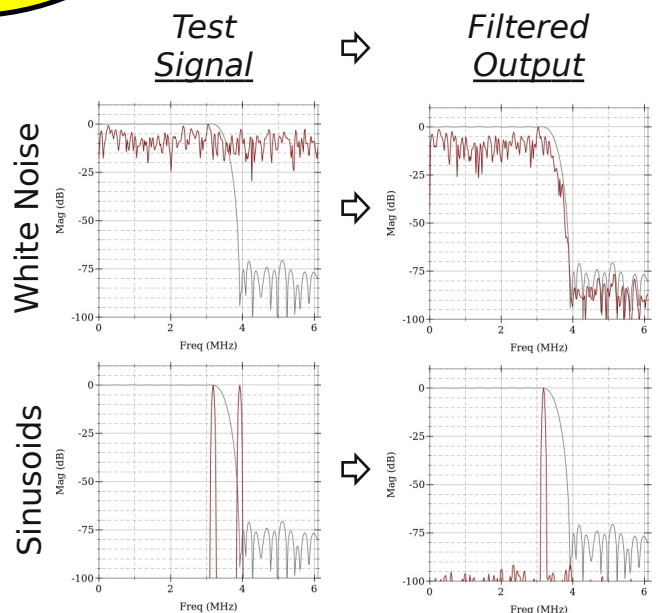 Test
Signal
⇨
Filtered
Output
White Noise
0
-25
-50
-75
-100
Mag (dB)
0
2
4
6
Freq (MHz)
⇨
0
-25
-50
-75
-100
Mag (dB)
0
2
4
6
Freq (MHz)
Sinusoids
0
-25
-50
-75
-100
Mag (dB)
0
2
4
6
Freq (MHz)
⇨
0
-25
-50
-75
-100
Mag (dB)
0
2
4
6
Freq (MHz)